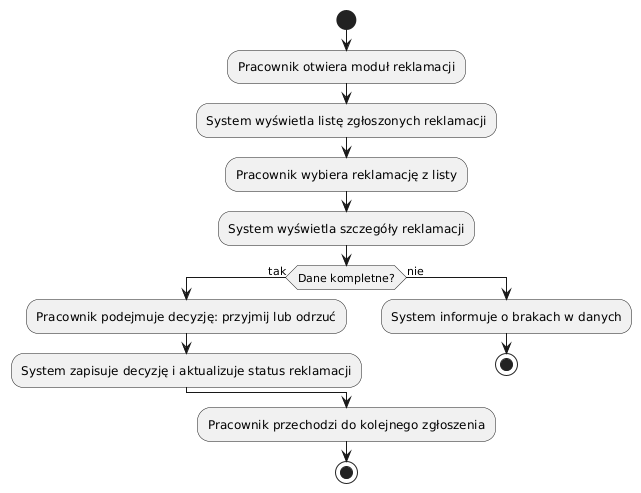 Pracownik otwiera moduł reklamacji
System wyświetla listę zgłoszonych reklamacji
Pracownik wybiera reklamację z listy
System wyświetla szczegóły reklamacji
tak
Dane kompletne?
nie
Pracownik podejmuje decyzję: przyjmij lub odrzuć
System informuje o brakach w danych
System zapisuje decyzję i aktualizuje status reklamacji
Pracownik przechodzi do kolejnego zgłoszenia